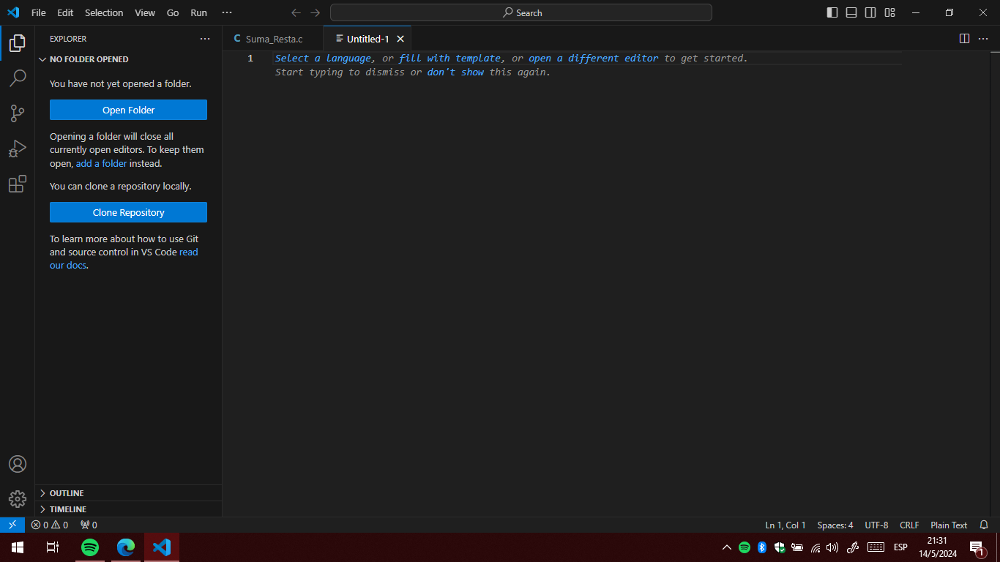 File Edit Selection View Go Run ···
Search
EXPLORER ···
Suma_Resta.c
Untitled-1
NO FOLDER OPENED
You have not yet opened a folder.
Open Folder
Opening a folder will close all
currently open editors. To keep them
open, add a folder instead.
You can clone a repository locally.
Clone Repository
To learn more about how to use Git
and source control in VS Code read
our docs.
1 Select a language, or fill with template, or open a different editor to get started.
Start typing to dismiss or don't show this again.
OUTLINE
TIMELINE
0 0 0
Ln 1, Col 1 Spaces: 4 UTF-8 CRLF Plain Text
ESP
21:31
14/5/2024
1